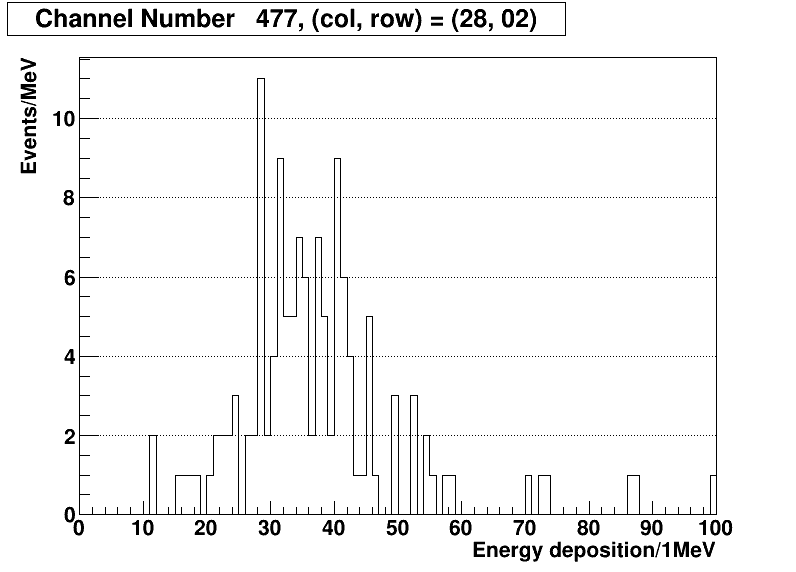 Channel Number 477, (col, row) = (28, 02)
Events/MeV
10
8
6
4
2
0
0 10 20 30 40 50 60 70 80 90 100
Energy deposition/1MeV